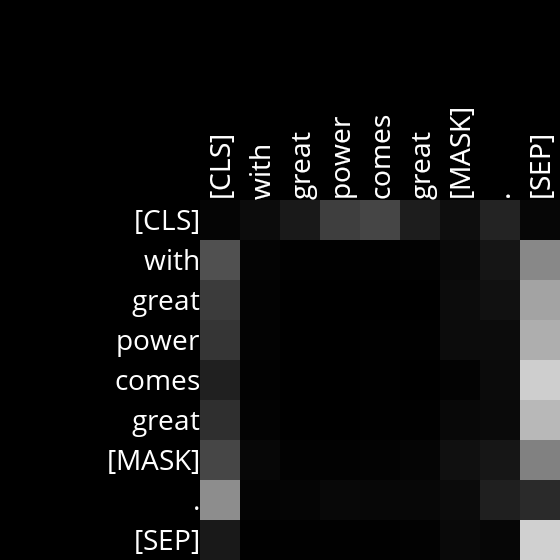 [CLS] with great power comes great [MASK] . [SEP]
[CLS]
with
great
power
comes
great
[MASK]
.
[SEP]